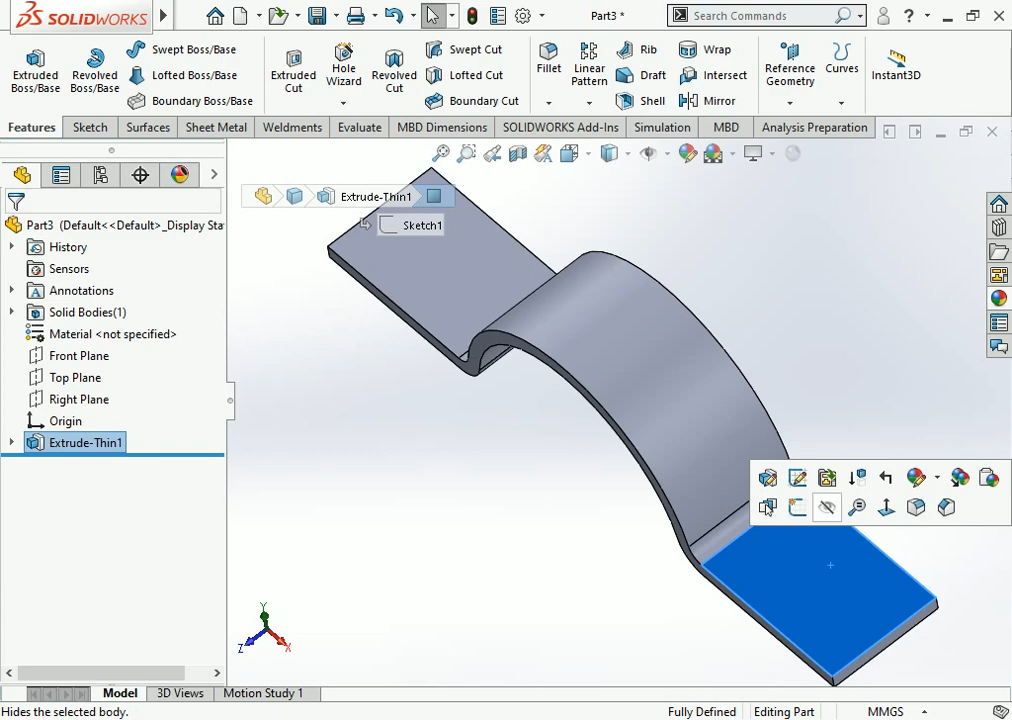 SOLIDWORKS
Part3 *
Search Commands
?
Extruded Boss/Base
Revolved Boss/Base
Swept Boss/Base
Lofted Boss/Base
Boundary Boss/Base
Extruded Cut
Hole Wizard
Revolved Cut
Swept Cut
Lofted Cut
Boundary Cut
Fillet
Linear Pattern
Rib
Draft
Shell
Wrap
Intersect
Mirror
Reference Geometry
Curves
Instant3D
Features
Sketch
Surfaces
Sheet Metal
Weldments
Evaluate
MBD Dimensions
SOLIDWORKS Add-Ins
Simulation
MBD
Analysis Preparation
Extrude-Thin1
Sketch1
Part3 (Default<<Default>_Display Sta
History
Sensors
Annotations
Solid Bodies(1)
Material <not specified>
Front Plane
Top Plane
Right Plane
Origin
Extrude-Thin1
Y
Z
X
Model
3D Views
Motion Study 1
Hides the selected body.
Fully Defined
Editing Part
MMGS